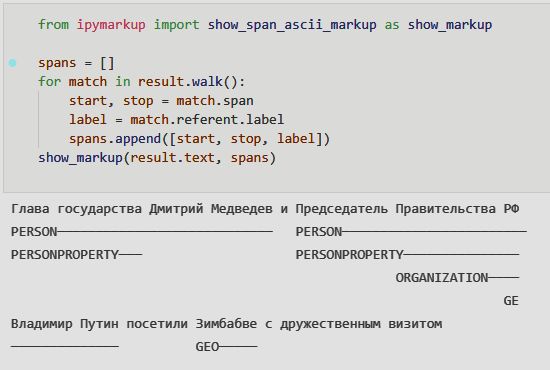 from ipymarkup import show_span_ascii_markup as show_markup
spans = []
for match in result.walk():
start, stop = match.span
label = match.referent.label
spans.append([start, stop, label])
show_markup(result.text, spans)
Глава государства Дмитрий Медведев и Председатель Правительства РФ
PERSON──────────────────────────── PERSON────────────────────────
PERSONPROPERTY─── PERSONPROPERTY───────────────
ORGANIZATION────
GE
Владимир Путин посетили Зимбабве с дружественным визитом
────────────── GEO─────